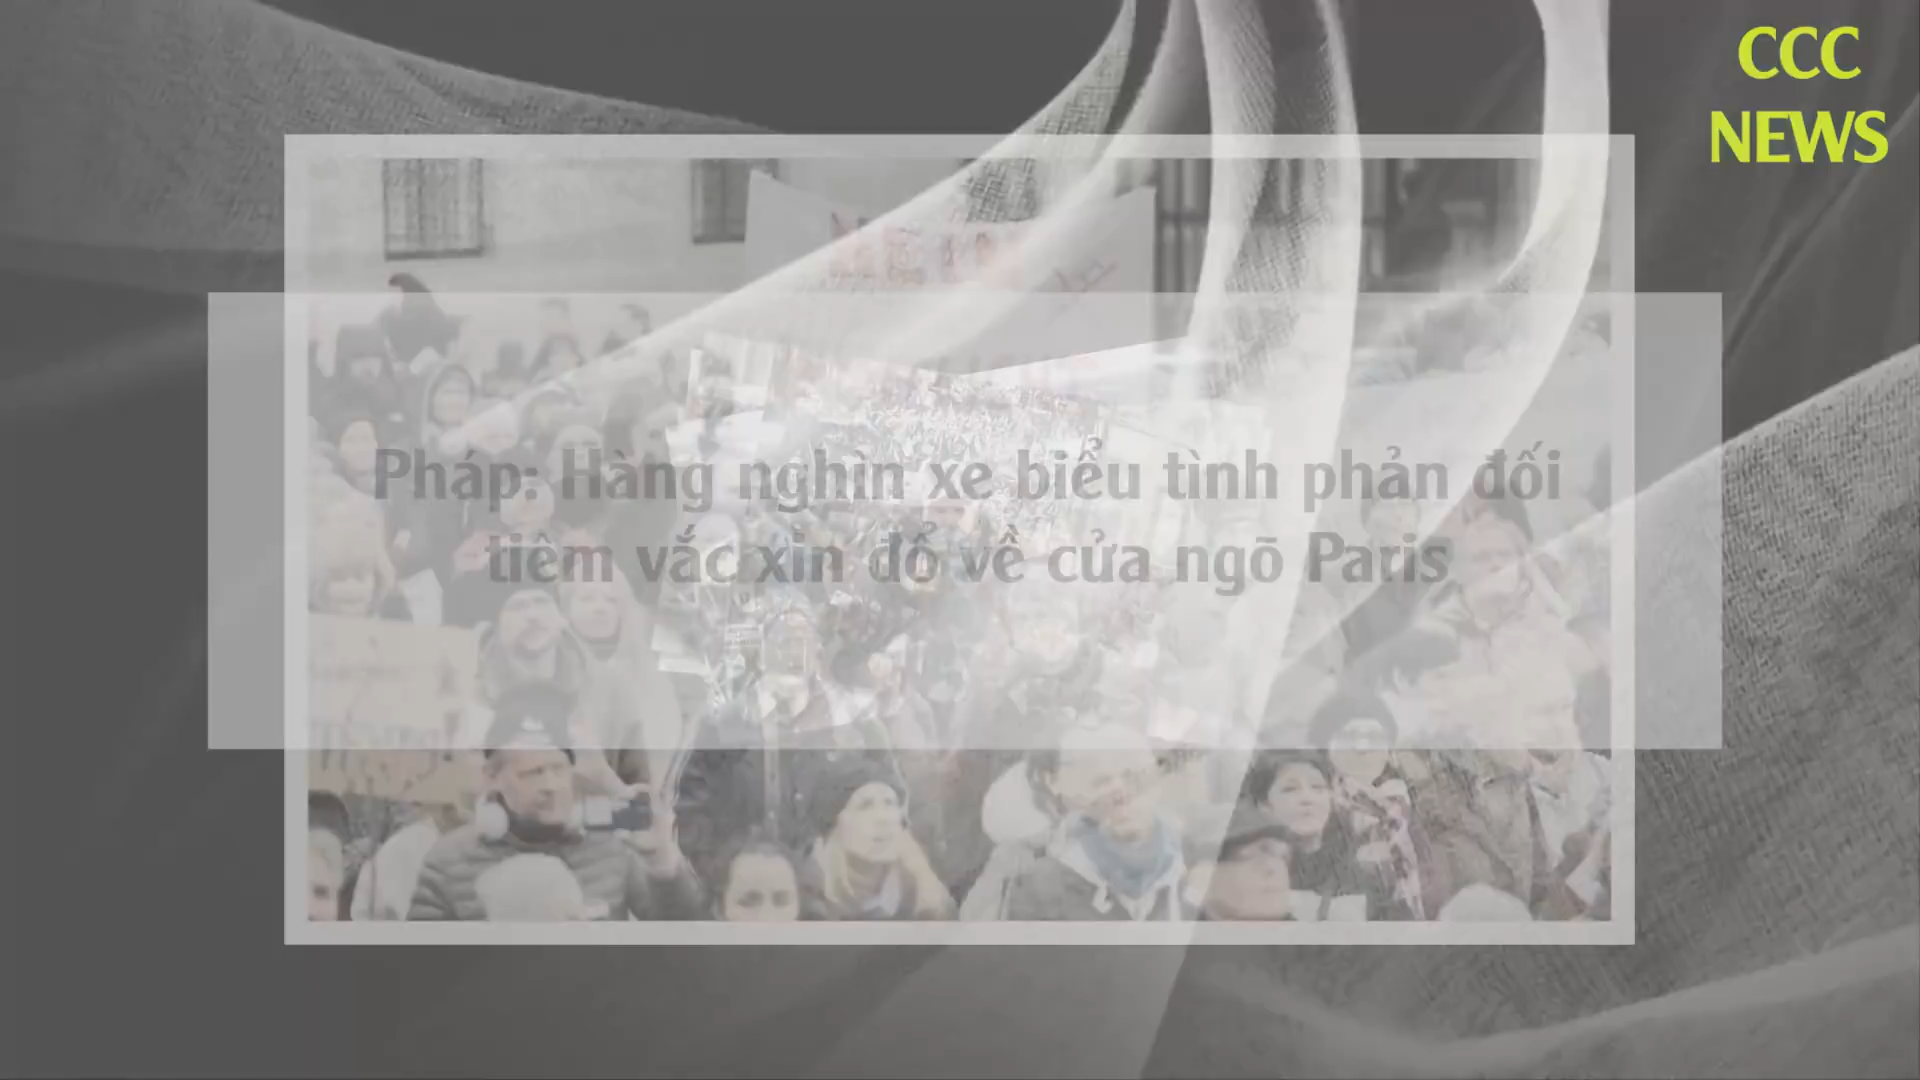 CCC
NEWS
Pháp: Hàng nghìn xe biểu tình phản đối
tiêm vắc xin đổ về cửa ngõ Paris